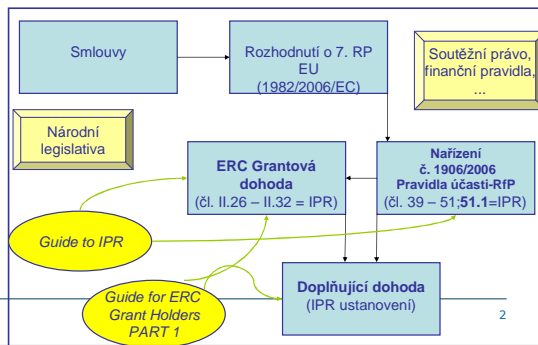 Smlouvy
Rozhodnutí o 7. RP
EU
(1982/2006/EC)
Soutěžní právo,
finanční pravidla,
...
Národní
legislativa
ERC Grantová
dohoda
(čl. II.26 – II.32 = IPR)
Nařízení
č. 1906/2006
Pravidla účasti-RfP
(čl. 39 – 51;51.1=IPR)
Guide to IPR
Guide for ERC
Grant Holders
PART 1
Doplňující dohoda
(IPR ustanovení)
2